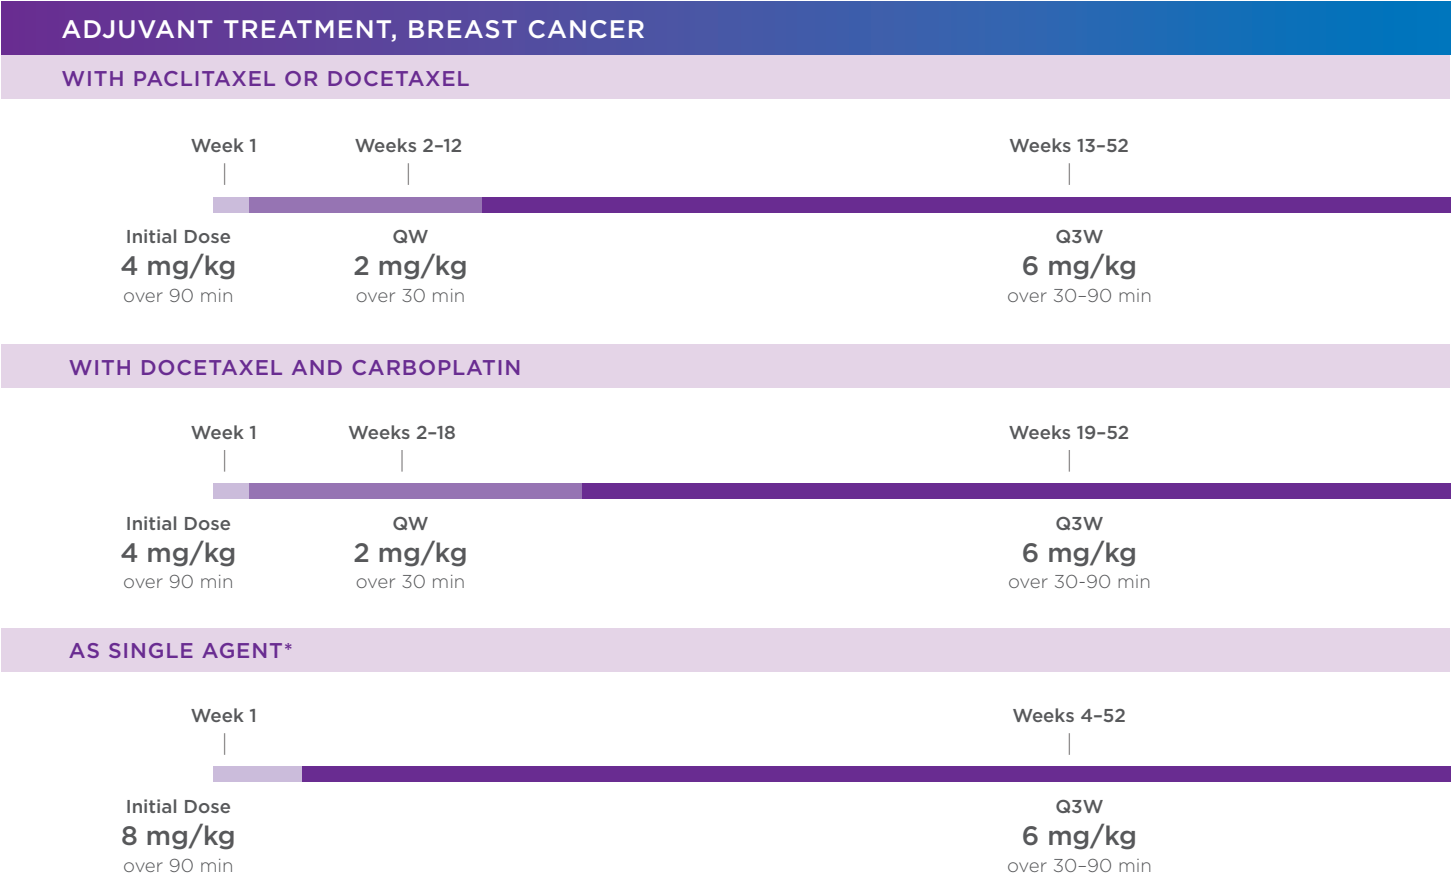 ADJUVANT TREATMENT, BREAST CANCER
WITH PACLITAXEL OR DOCETAXEL
Week 1 Weeks 2–12 Weeks 13–52
Initial Dose QW Q3W
4 mg/kg 2 mg/kg 6 mg/kg
over 90 min over 30 min over 30–90 min
WITH DOCETAXEL AND CARBOPLATIN
Week 1 Weeks 2–18 Weeks 19–52
Initial Dose QW Q3W
4 mg/kg 2 mg/kg 6 mg/kg
over 90 min over 30 min over 30-90 min
AS SINGLE AGENT*
Week 1 Weeks 4–52
Initial Dose Q3W
8 mg/kg 6 mg/kg
over 90 min over 30–90 min